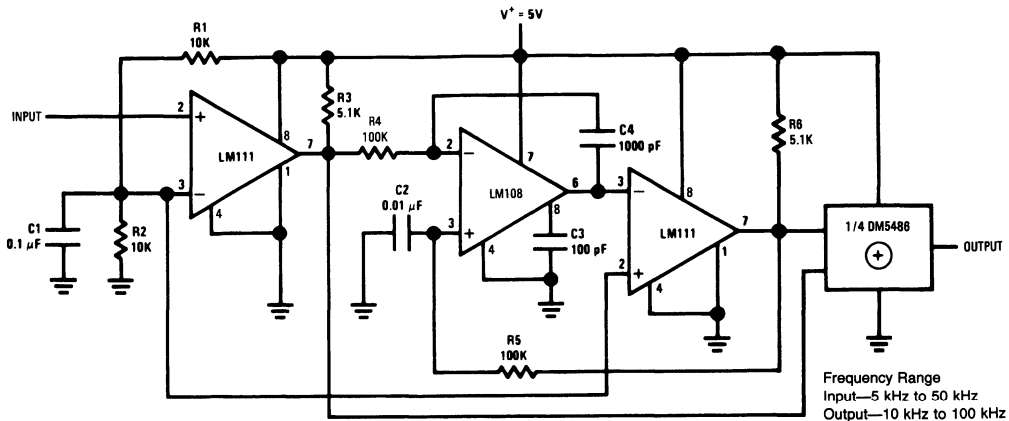 V+ = 5V
R1
10K
INPUT
2
+
8
LM111
7
1
3
−
4
C1
0.1 μF
R2
10K
R3
5.1K
R4
100K
2
−
7
LM108
6
8
3
+
4
C2
0.01 μF
C3
100 pF
C4
1000 pF
3
−
8
LM111
7
1
2
+
4
R5
100K
R6
5.1K
1/4 DM5486
+
OUTPUT
Frequency Range
Input—5 kHz to 50 kHz
Output—10 kHz to 100 kHz